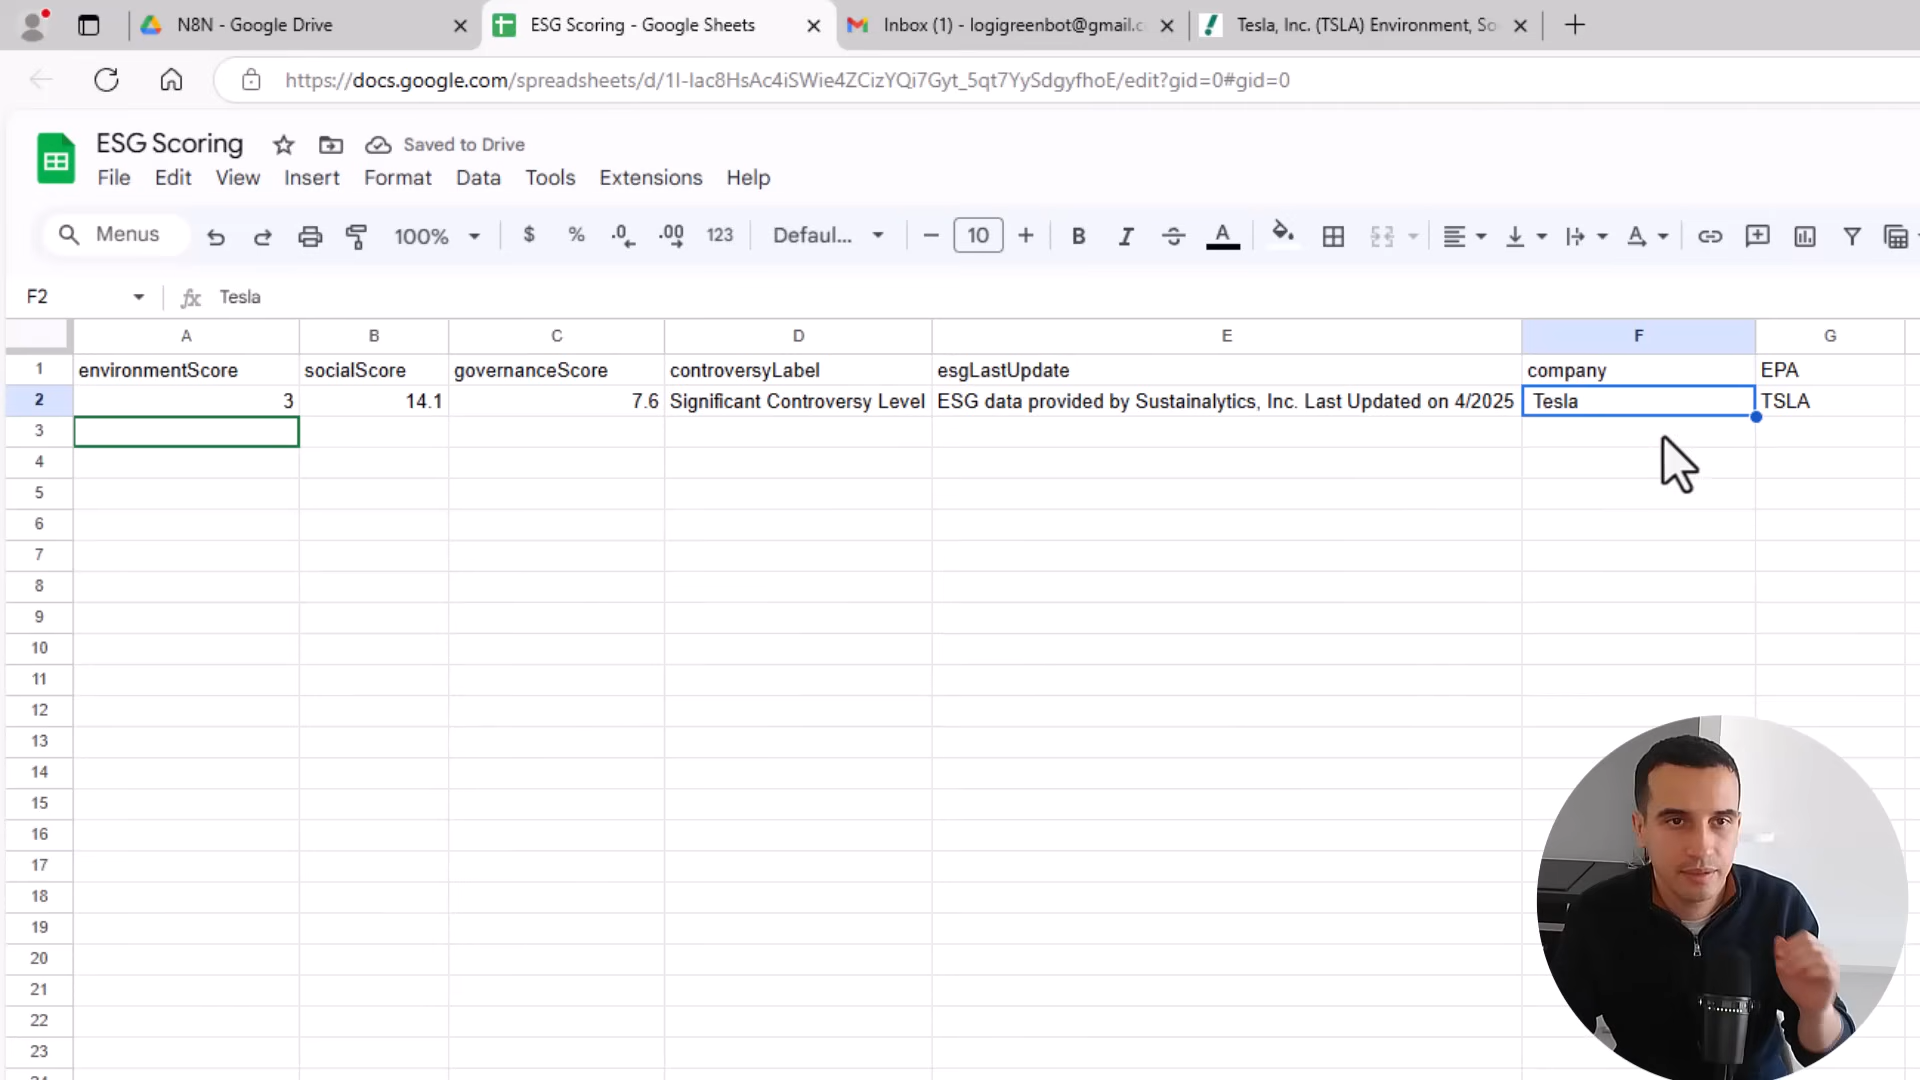 N8N - Google Drive
ESG Scoring - Google Sheets
Inbox (1) - logigreenbot@gmail.c
Tesla, Inc. (TSLA) Environment, So
https://docs.google.com/spreadsheets/d/1I-Iac8HsAc4iSWie4ZCizYQi7Gyt_5qt7YySdgyfhoE/edit?gid=0#gid=0
ESG Scoring
Saved to Drive
File Edit View Insert Format Data Tools Extensions Help
Menus 100% $ % .0 .00 123 Defaul... 10 B I A
F2 fx Tesla
A B C D E F G
1 environmentScore socialScore governanceScore controversyLabel esgLastUpdate company EPA
2 3 14.1 7.6 Significant Controversy Level ESG data provided by Sustainalytics, Inc. Last Updated on 4/2025 Tesla TSLA
3
4
5
6
7
8
9
10
11
12
13
14
15
16
17
18
19
20
21
22
23